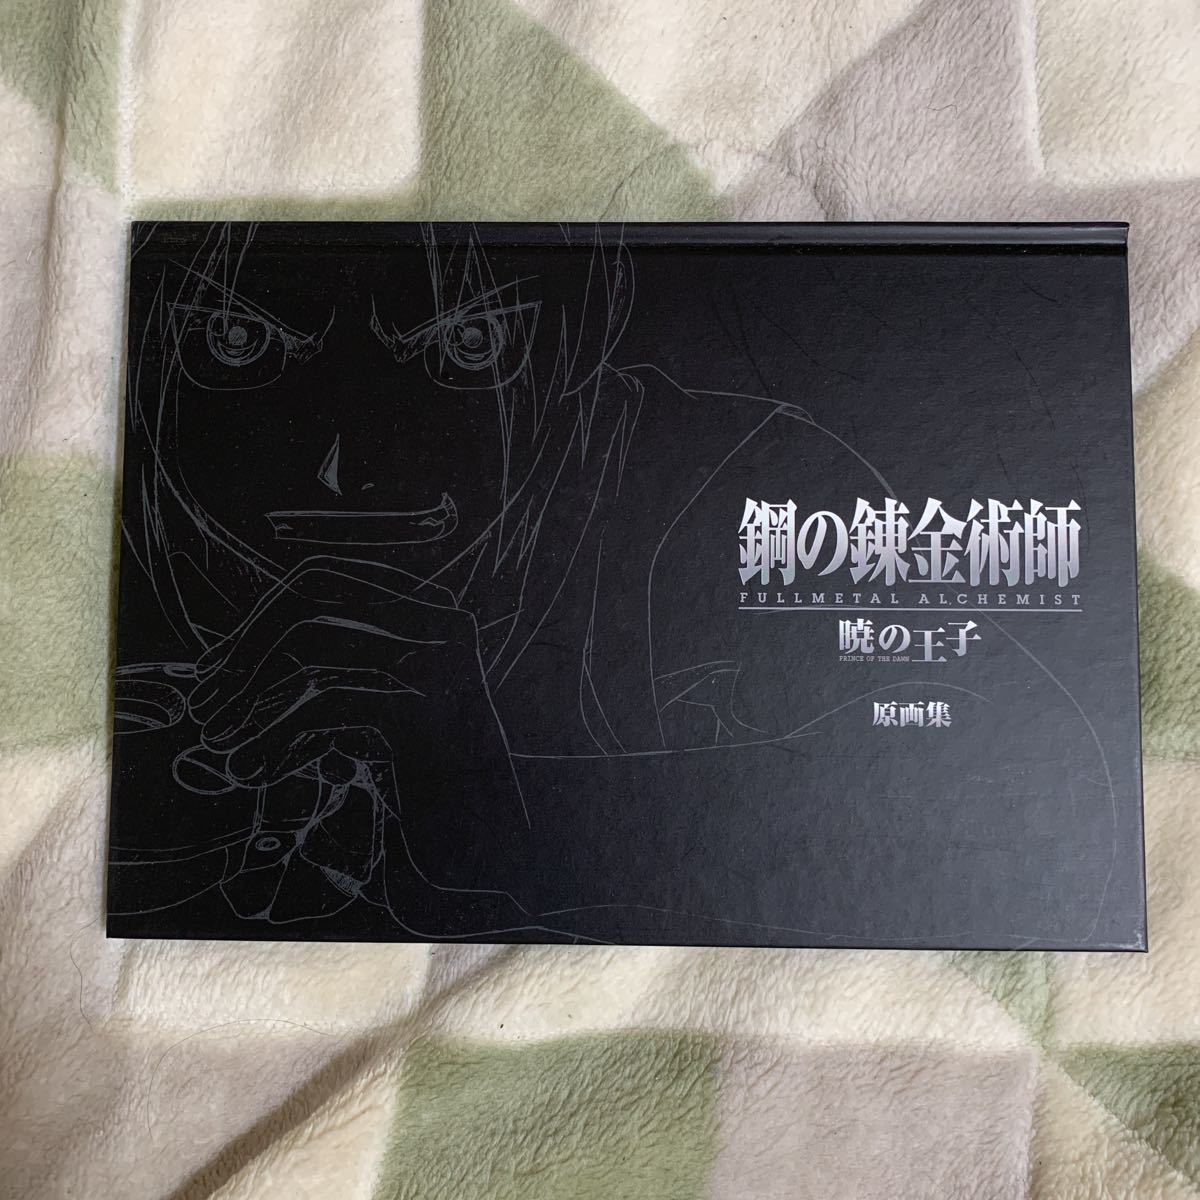 鋼の錬金術師
FULLMETAL ALCHEMIST
暁の王子
PRINCE OF THE DAWN
原画集